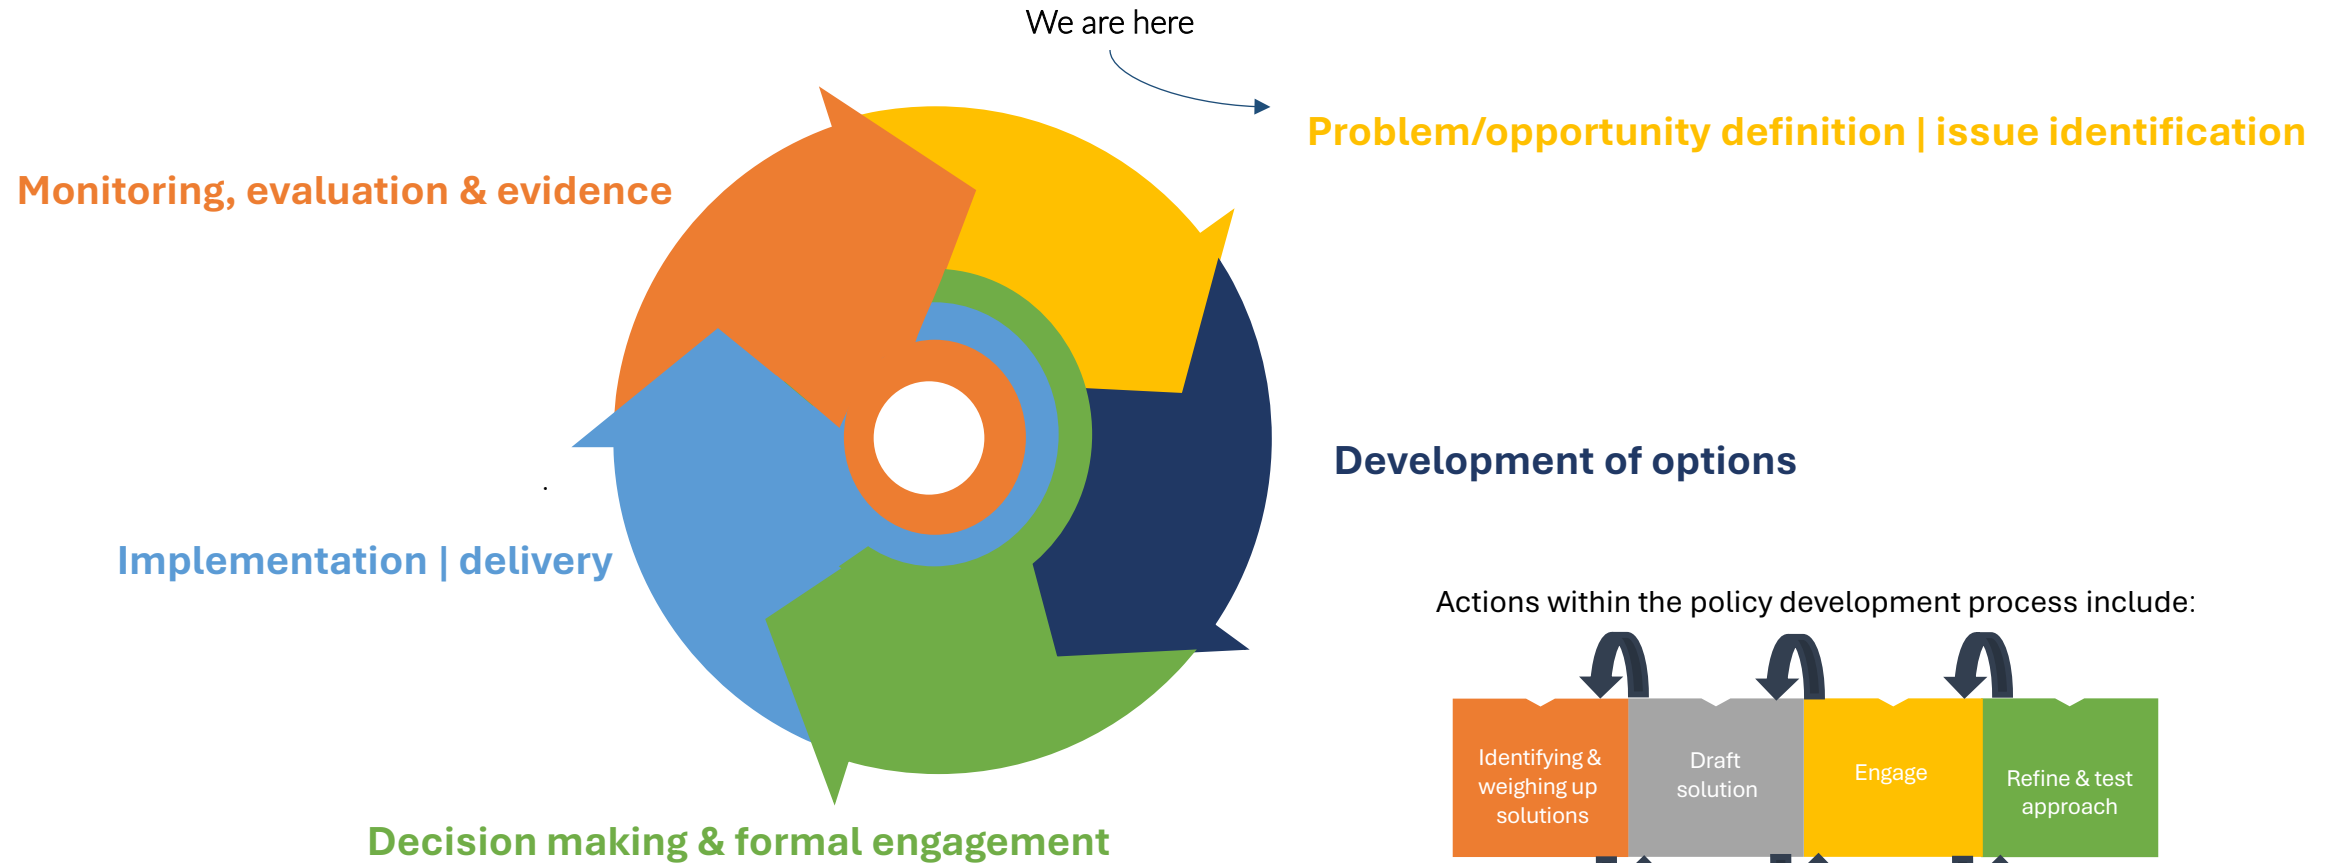 We are here
Problem/opportunity definition | issue identification
Monitoring, evaluation & evidence
Development of options
Implementation | delivery
Decision making & formal engagement
Actions within the policy development process include:
Identifying &
weighing up
solutions
Draft
solution
Engage
Refine & test
approach